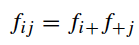 f_{ij} = f_{i+} f_{+j}